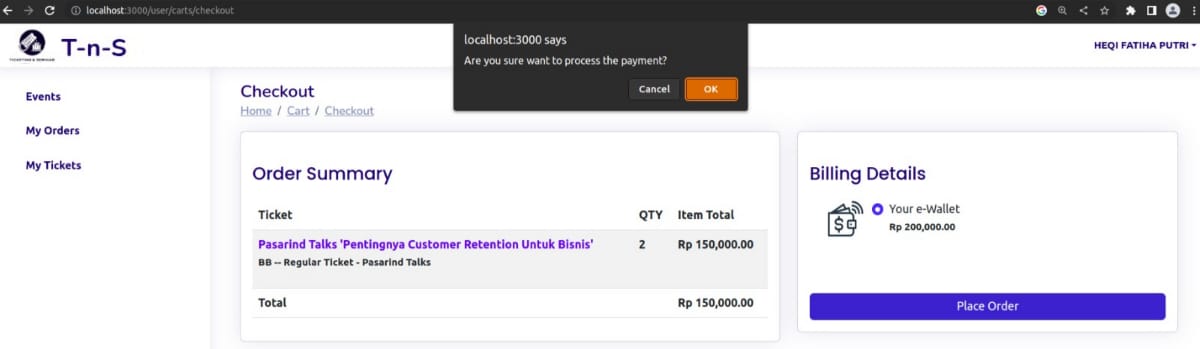 localhost:3000/user/carts/checkout
T-n-S
TICKETING & SEMINAR
localhost:3000 says
Are you sure want to process the payment?
Cancel
OK
HEQI FATIHA PUTRI
Events
My Orders
My Tickets
Checkout
Home / Cart / Checkout
Order Summary
Ticket QTY Item Total
Pasarind Talks 'Pentingnya Customer Retention Untuk Bisnis' 2 Rp 150,000.00
BB -- Regular Ticket - Pasarind Talks
Total Rp 150,000.00
Billing Details
Your e-Wallet
Rp 200,000.00
Place Order